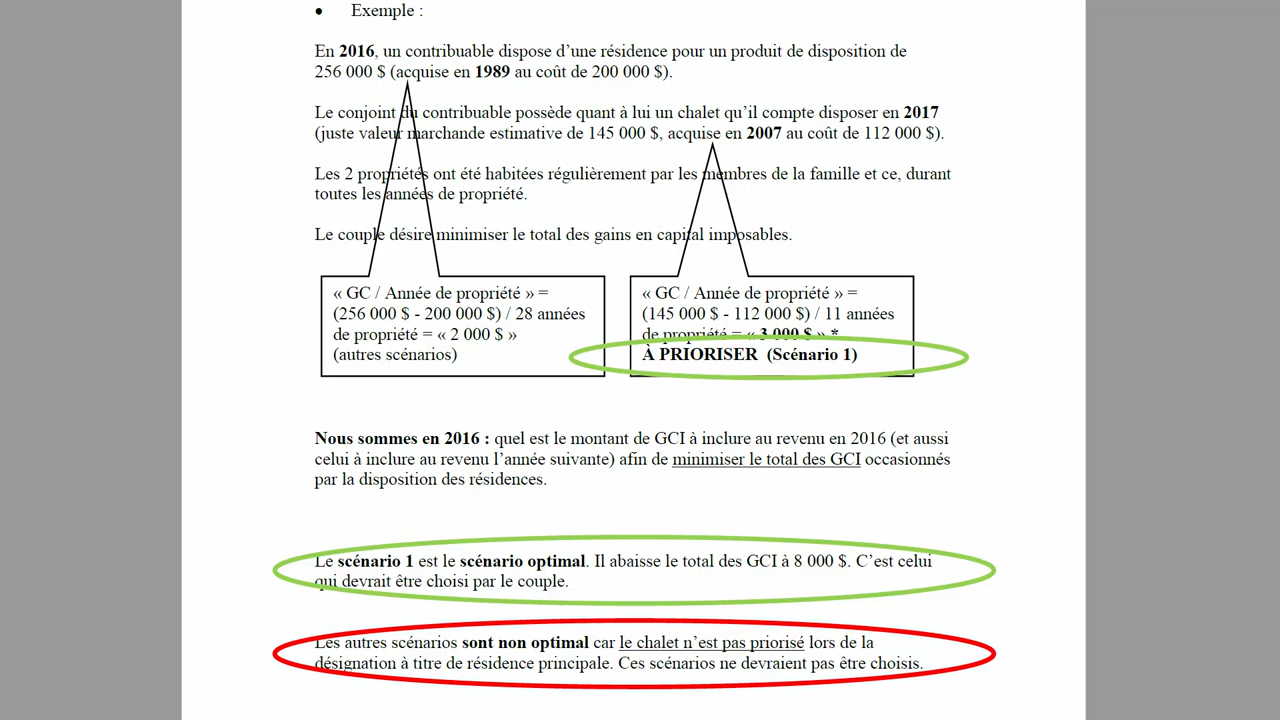 • Exemple :
En 2016, un contribuable dispose d’une résidence pour un produit de disposition de
256 000 $ (acquise en 1989 au coût de 200 000 $).
Le conjoint du contribuable possède quant à lui un chalet qu’il compte disposer en 2017
(juste valeur marchande estimative de 145 000 $, acquise en 2007 au coût de 112 000 $).
Les 2 propriétés ont été habitées régulièrement par les membres de la famille et ce, durant
toutes les années de propriété.
Le couple désire minimiser le total des gains en capital imposables.
« GC / Année de propriété » =
(256 000 $ - 200 000 $) / 28 années
de propriété = « 2 000 $ »
(autres scénarios)
« GC / Année de propriété » =
(145 000 $ - 112 000 $) / 11 années
de propriété = « 3 000 $ » *
À PRIORISER (Scénario 1)
Nous sommes en 2016 : quel est le montant de GCI à inclure au revenu en 2016 (et aussi
celui à inclure au revenu l’année suivante) afin de minimiser le total des GCI occasionnés
par la disposition des résidences.
Le scénario 1 est le scénario optimal. Il abaisse le total des GCI à 8 000 $. C’est celui
qui devrait être choisi par le couple.
Les autres scénarios sont non optimal car le chalet n’est pas priorisé lors de la
désignation à titre de résidence principale. Ces scénarios ne devraient pas être choisis.